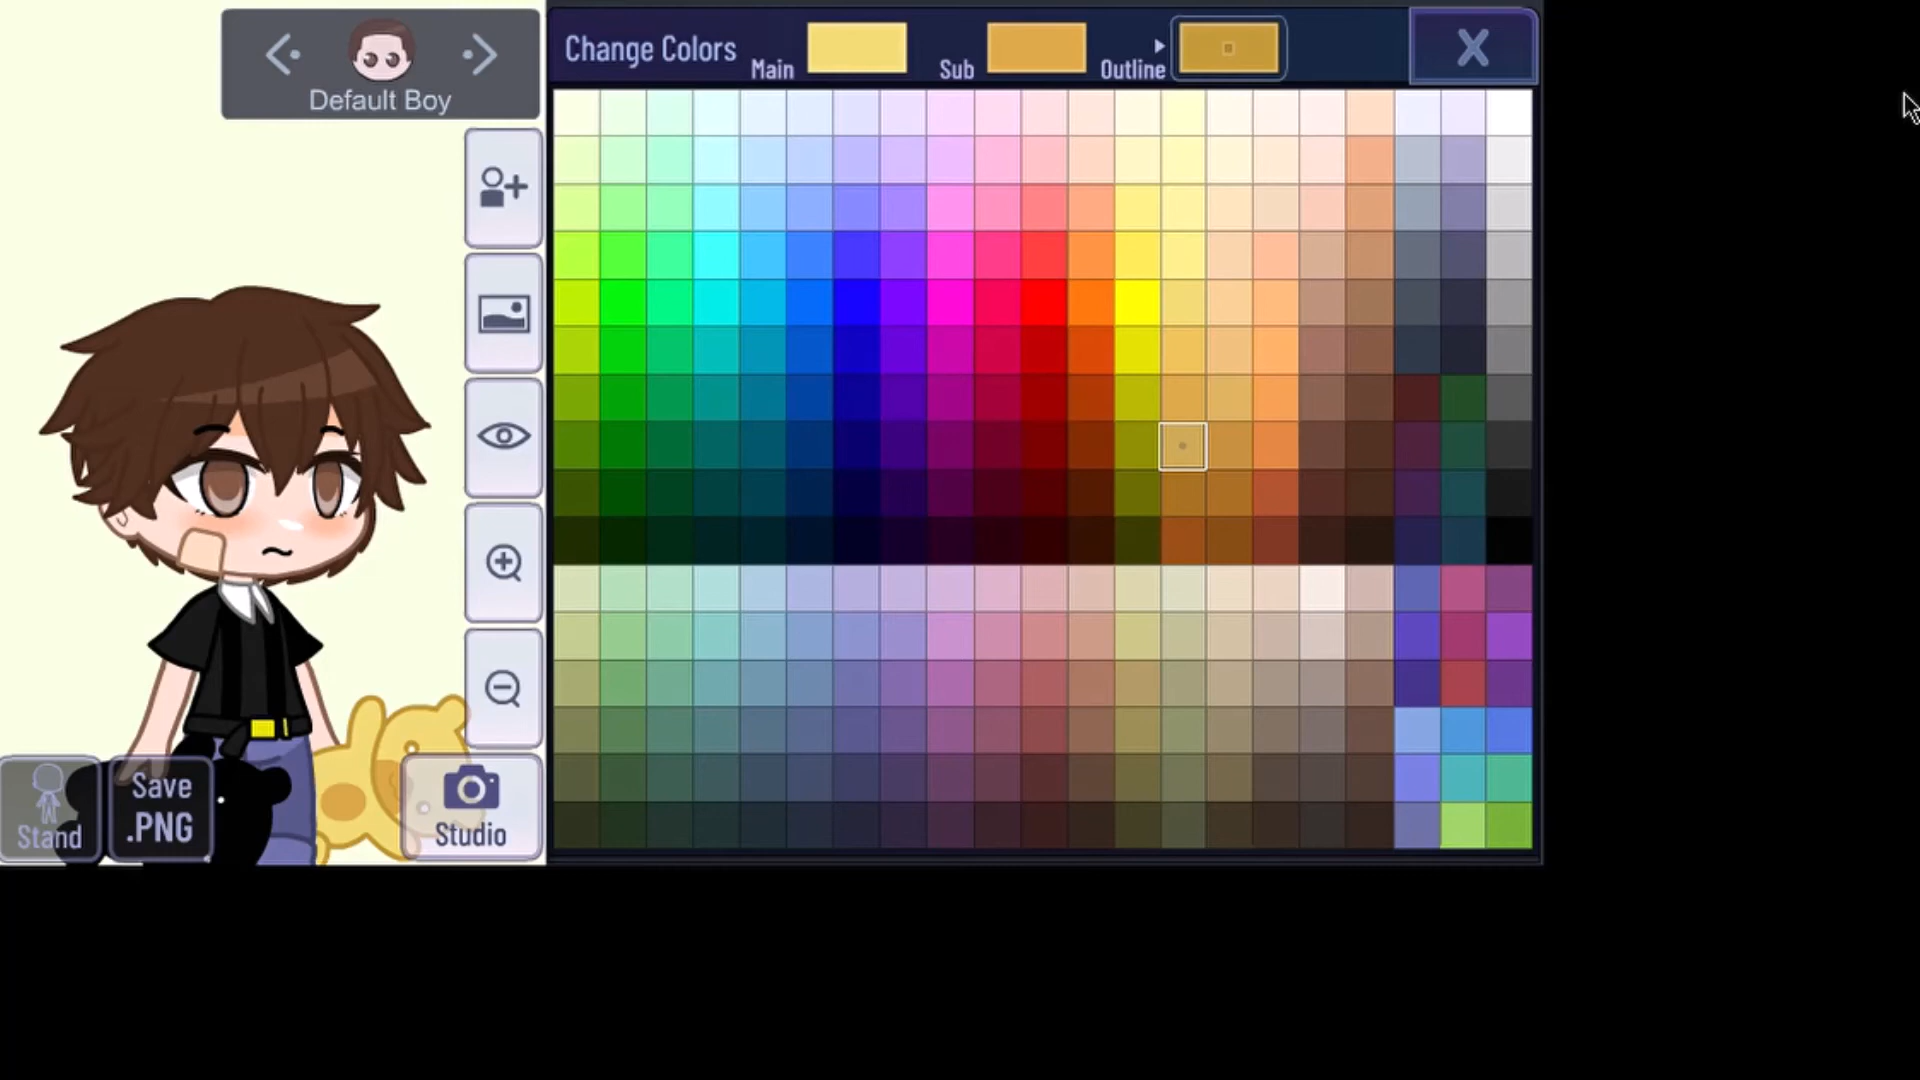 Default Boy
Change Colors
Main
Sub
Outline
X
Stand
Save
.PNG
Studio